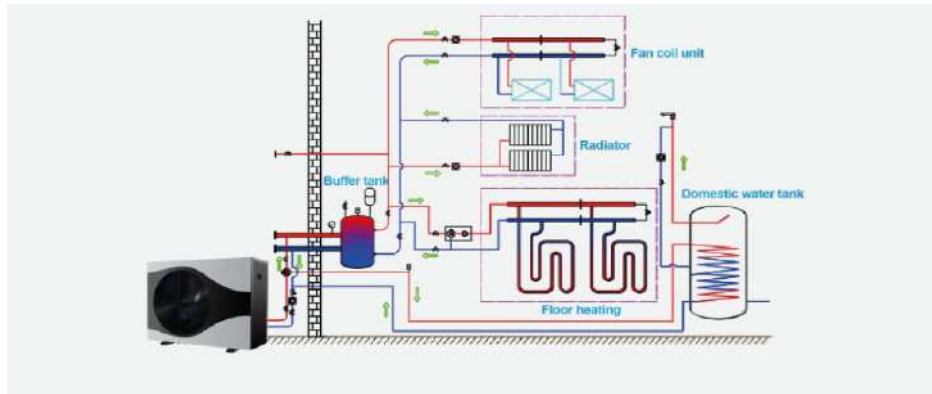 Fan coil unit
Radiator
Buffer tank
Domestic water tank
Floor heating